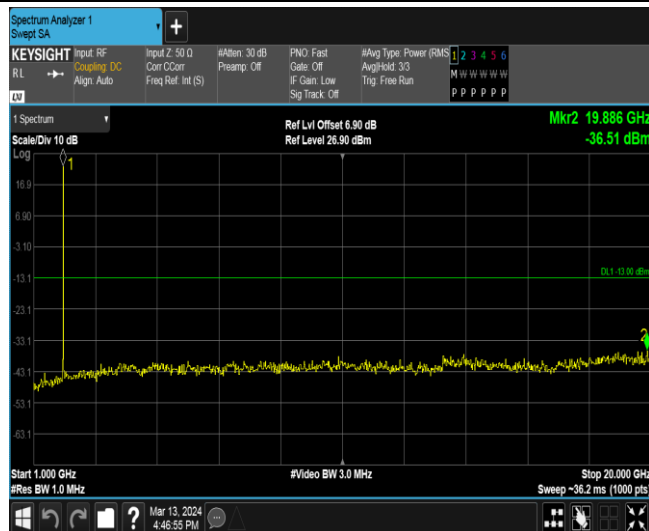 Spectrum Analyzer 1
Swept SA
KEYSIGHT
RL
LXI
Input: RF
Coupling: DC
Align: Auto
Input Z: 50 Ω
Corr CCorr
Freq Ref: Int (S)
#Atten: 30 dB
Preamp: Off
PNO: Fast
Gate: Off
IF Gain: Low
Sig Track: Off
#Avg Type: Power (RMS
Avg|Hold: 3/3
Trig: Free Run
1 2 3 4 5 6
M W W W W W
P P P P P P
1 Spectrum
Scale/Div 10 dB
Log
Ref Lvl Offset 6.90 dB
Ref Level 26.90 dBm
Mkr2 19.886 GHz
-36.51 dBm
1
16.9
6.90
-3.10
-13.1
DL1 -13.00 dBm
-23.1
-33.1
2
-43.1
-53.1
-63.1
Start 1.000 GHz
#Res BW 1.0 MHz
#Video BW 3.0 MHz
Stop 20.000 GHz
Sweep ~36.2 ms (1000 pts)
?
Mar 13, 2024
4:46:55 PM